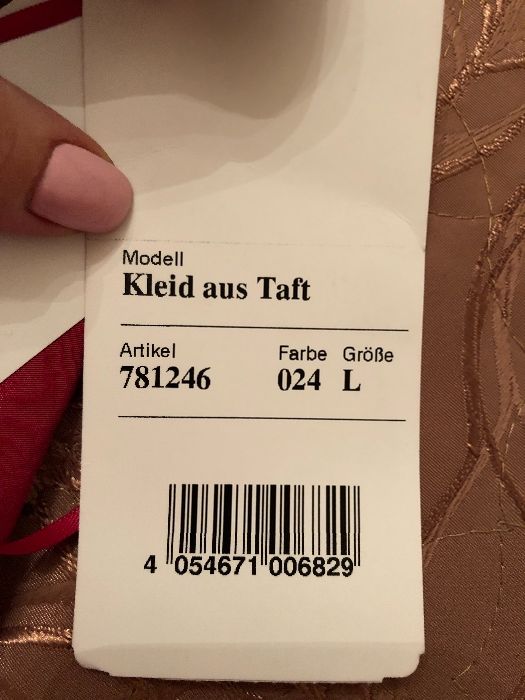 Modell
Kleid aus Taft
Artikel Farbe Größe
781246 024 L
4 054671 006829